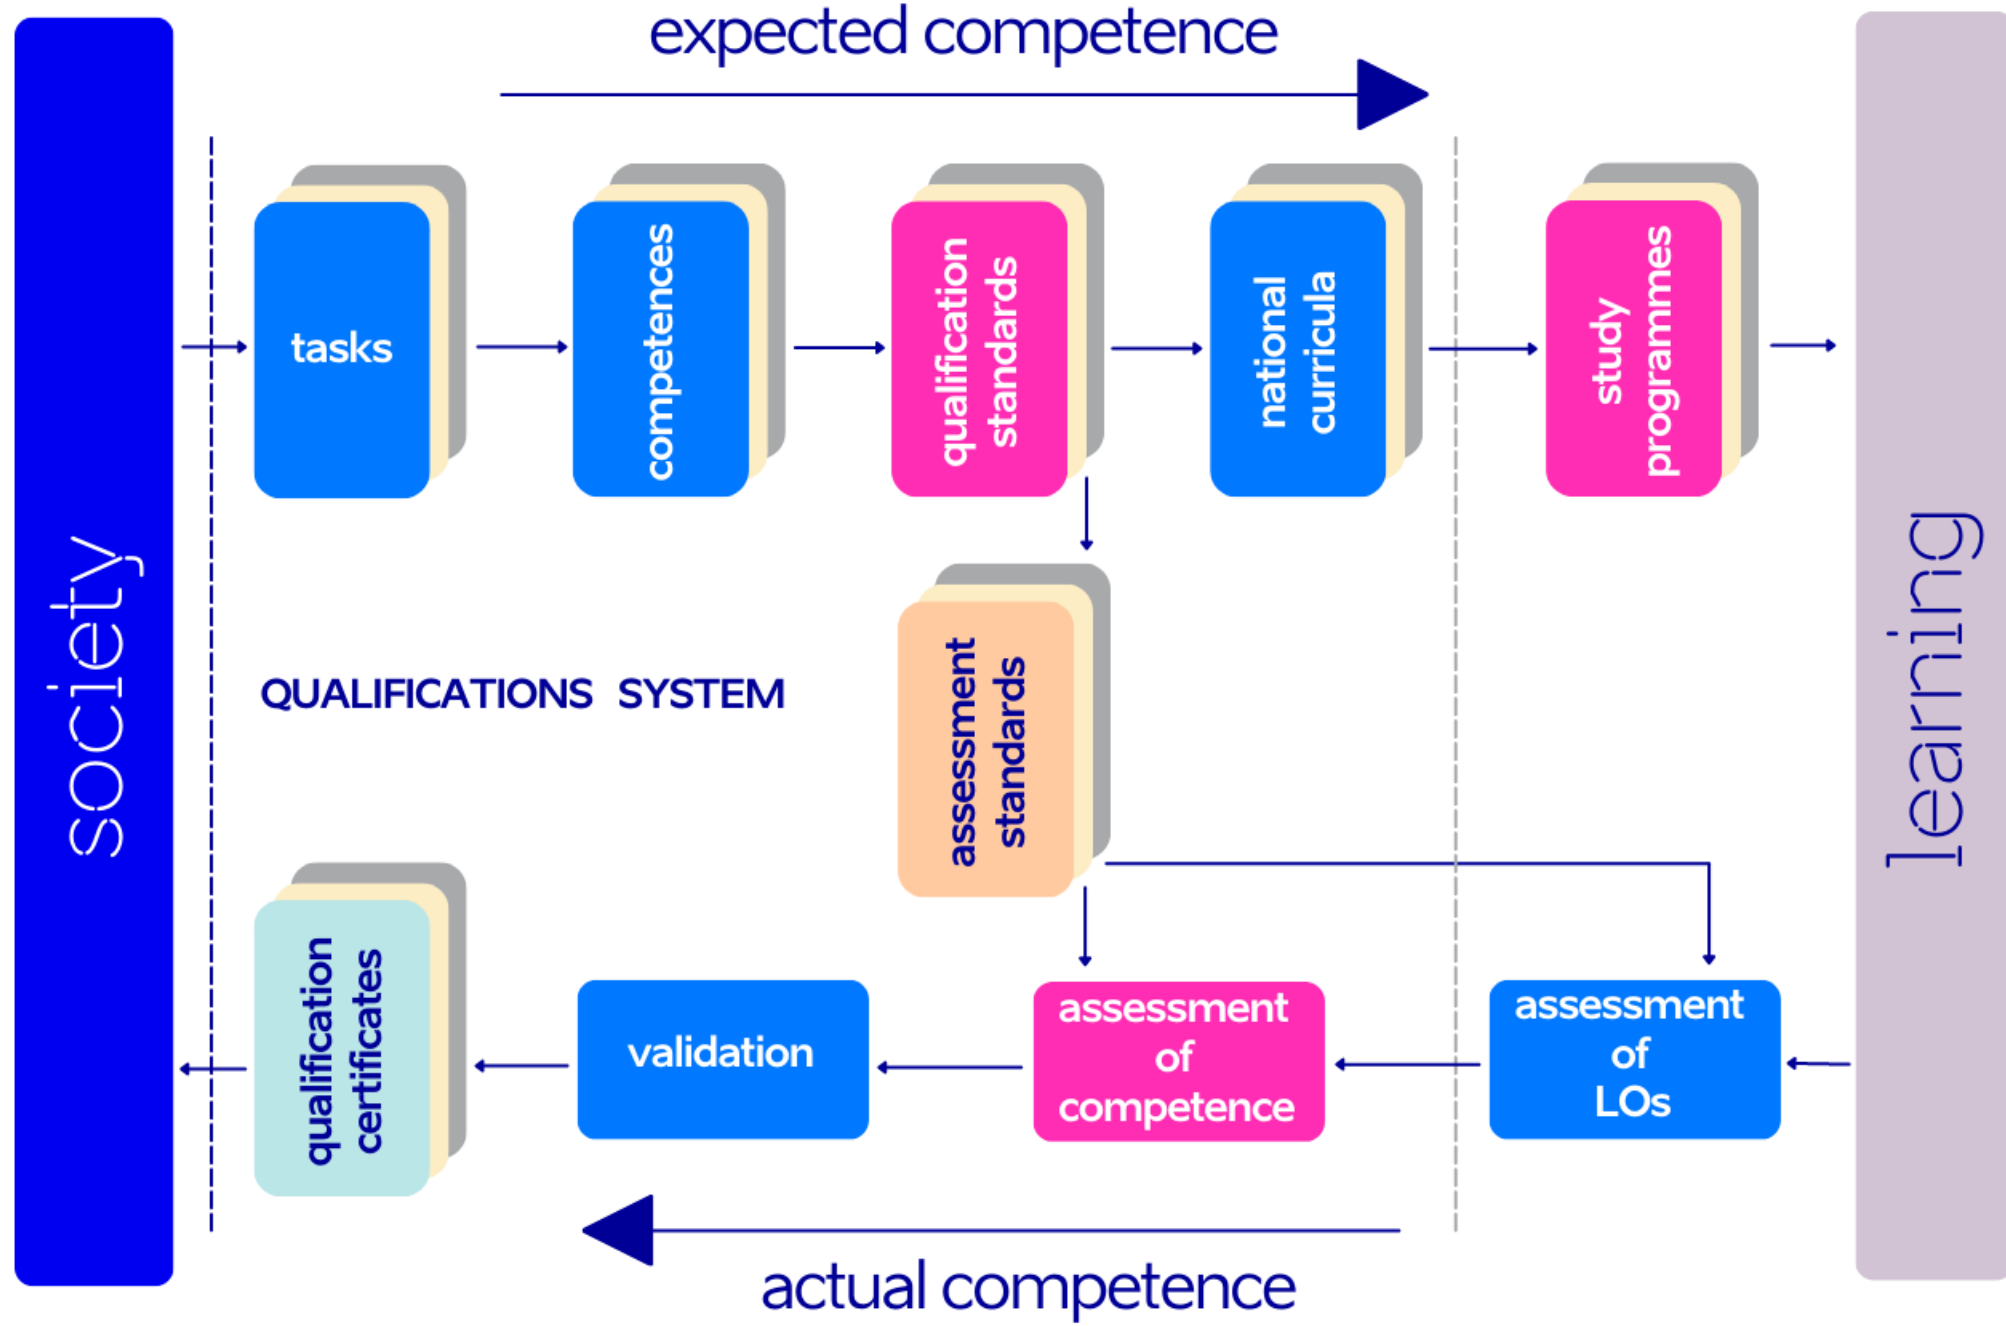 expected competence
society
tasks
competences
qualification
standards
national
curricula
study
programmes
learning
QUALIFICATIONS SYSTEM
assessment
standards
qualification
certificates
validation
assessment
of
competence
assessment
of
LOs
actual competence